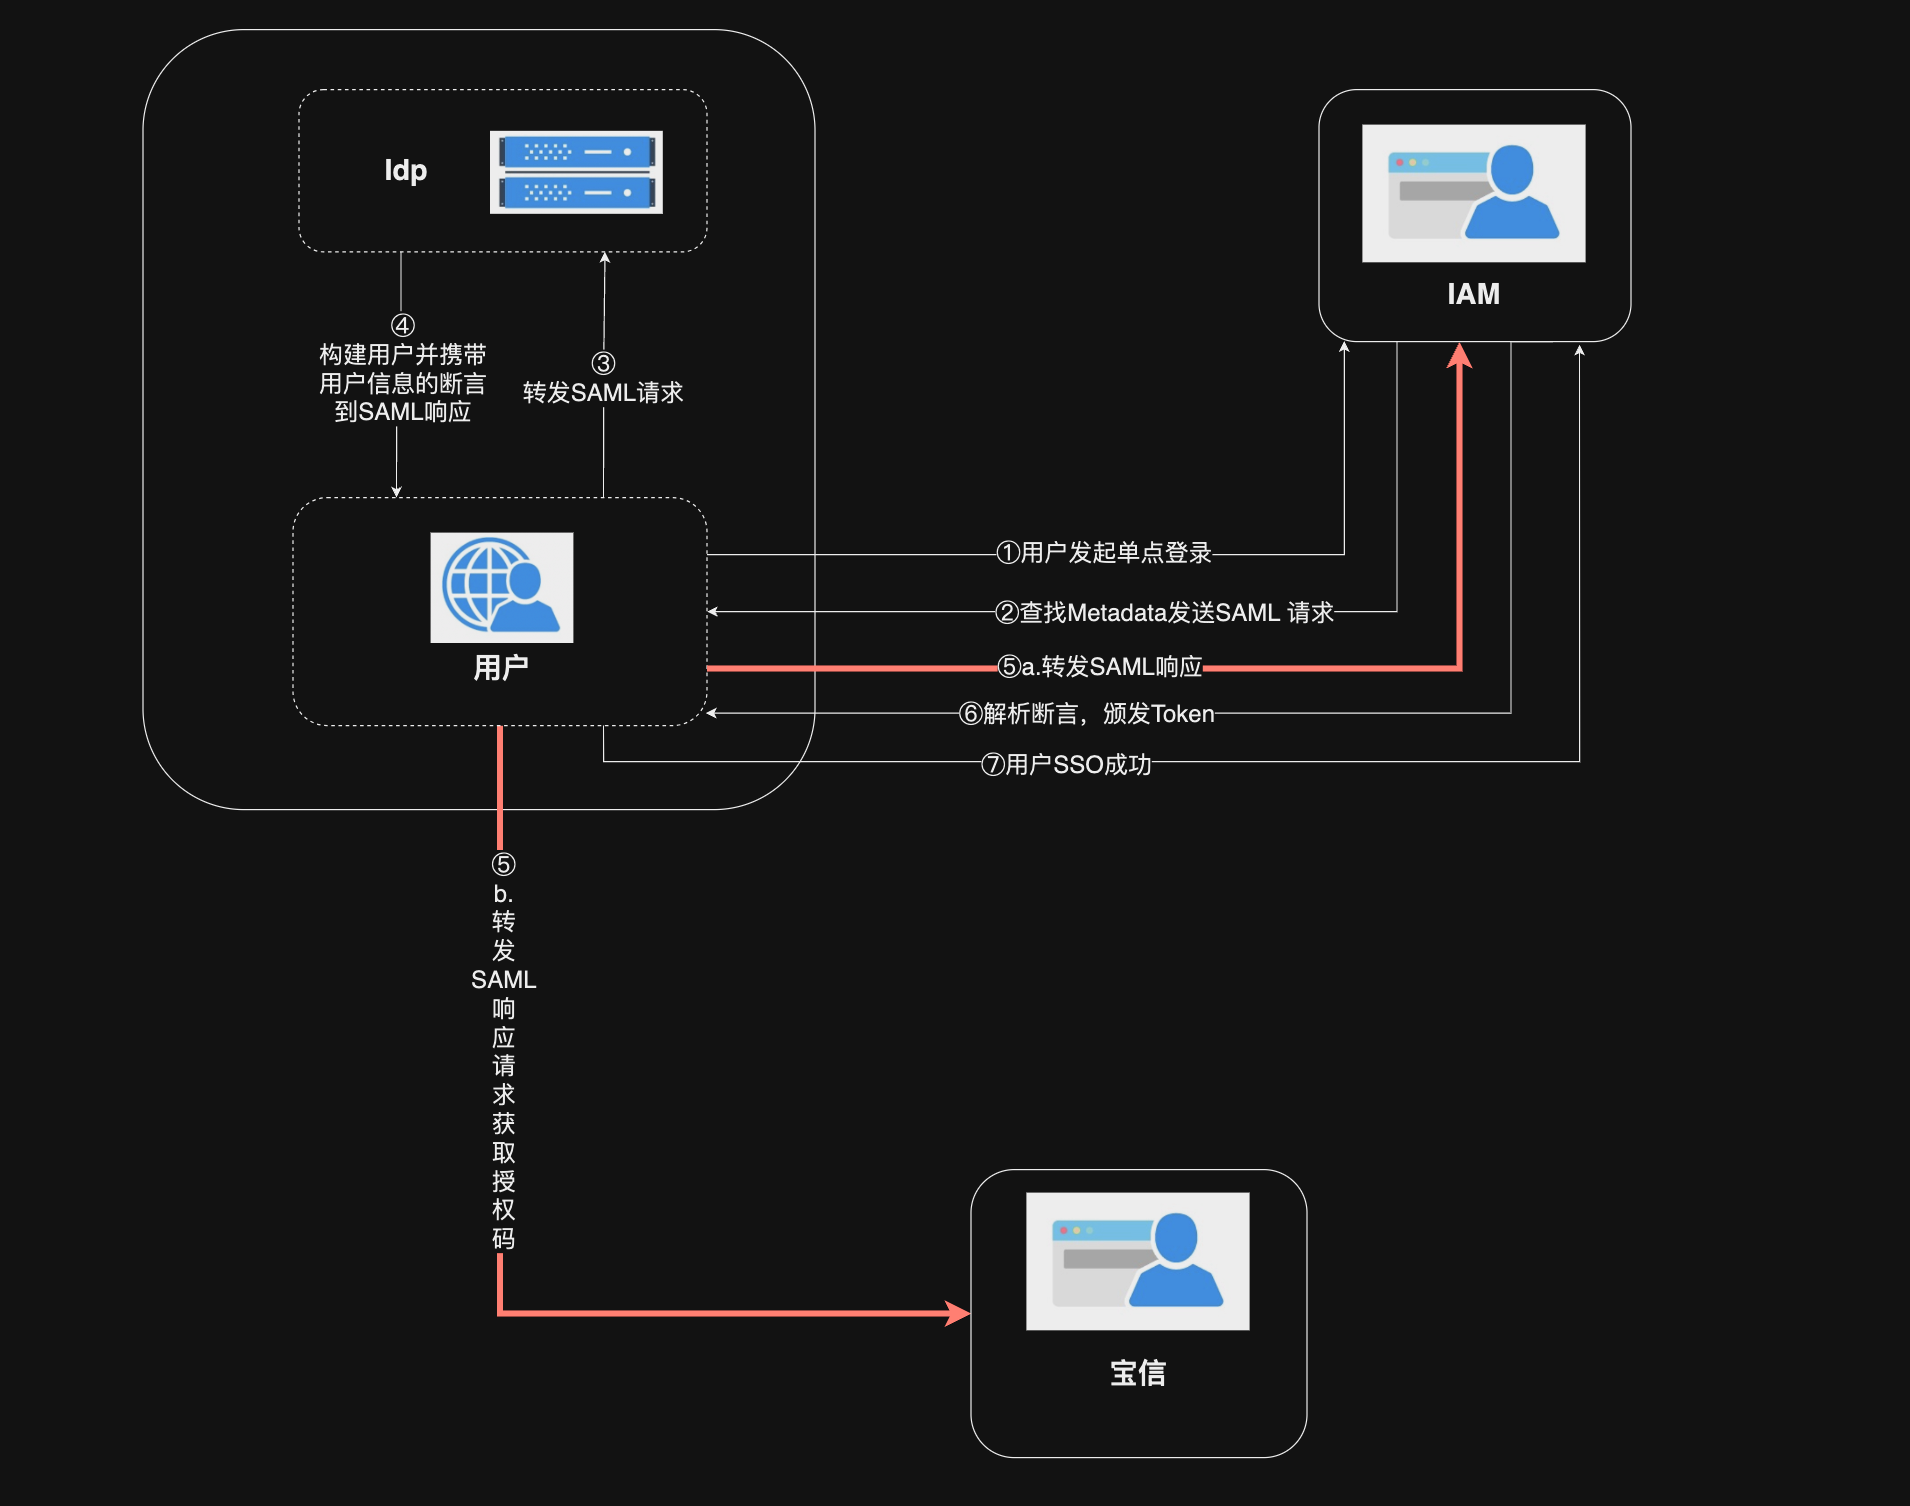 Idp
IAM
④
构建用户并携带
用户信息的断言
到SAML响应
③
转发SAML请求
①用户发起单点登录
②查找Metadata发送SAML 请求
用户
⑤a.转发SAML响应
⑥解析断言，颁发Token
⑦用户SSO成功
⑤
b.
转
发
SAML
响
应
请
求
获
取
授
权
码
宝信